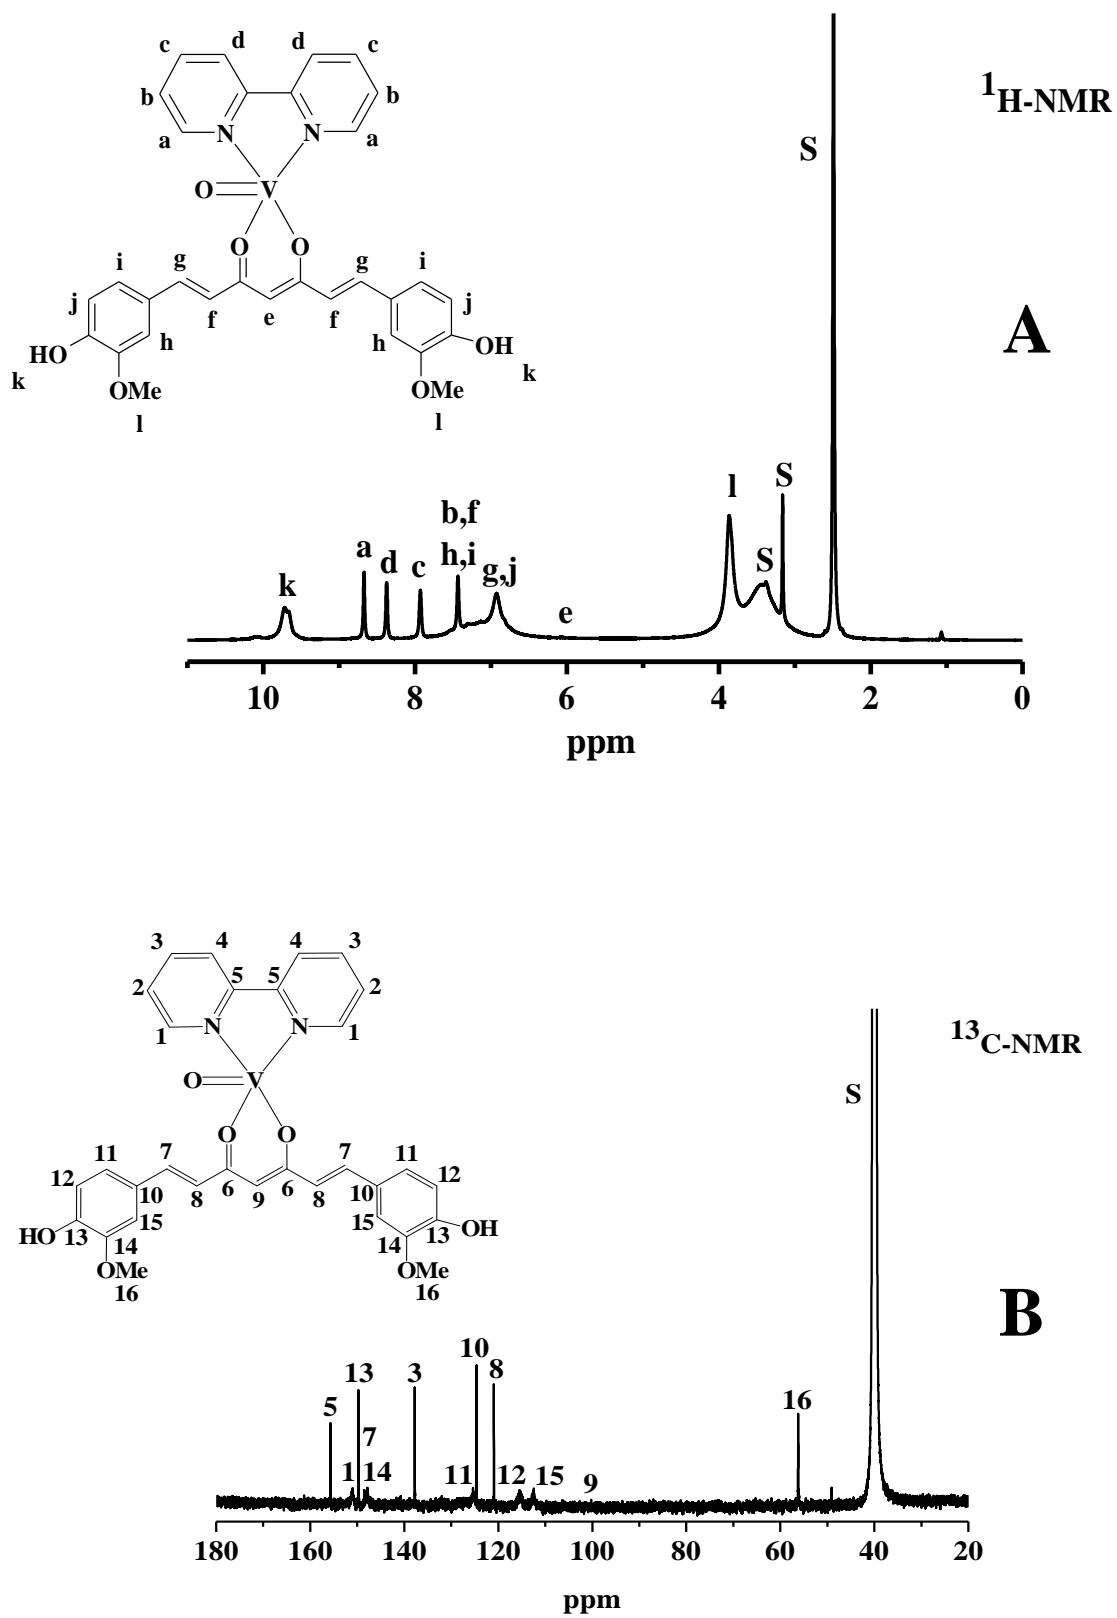 c d d c
¹H-NMR
b b
a N N a
S
O V
O O
i g g i
j j
f e f
h h
A
HO OH
k k
OMe OMe
l l
b,f
l S
a h,i
d c g,j S
k e
10 8 6 4 2 0
ppm
3 4 4 3
5 5
2 2
¹³C-NMR
1 N N 1
O V
S
O O
11 7 7 11
12 12
10 8 6 9 6 8 10
15 15
HO 13 13 OH
14 14
OMe OMe
16 16
B
10
13 3 8
5 16
7
1 14 11 12 15 9
180 160 140 120 100 80 60 40 20
ppm